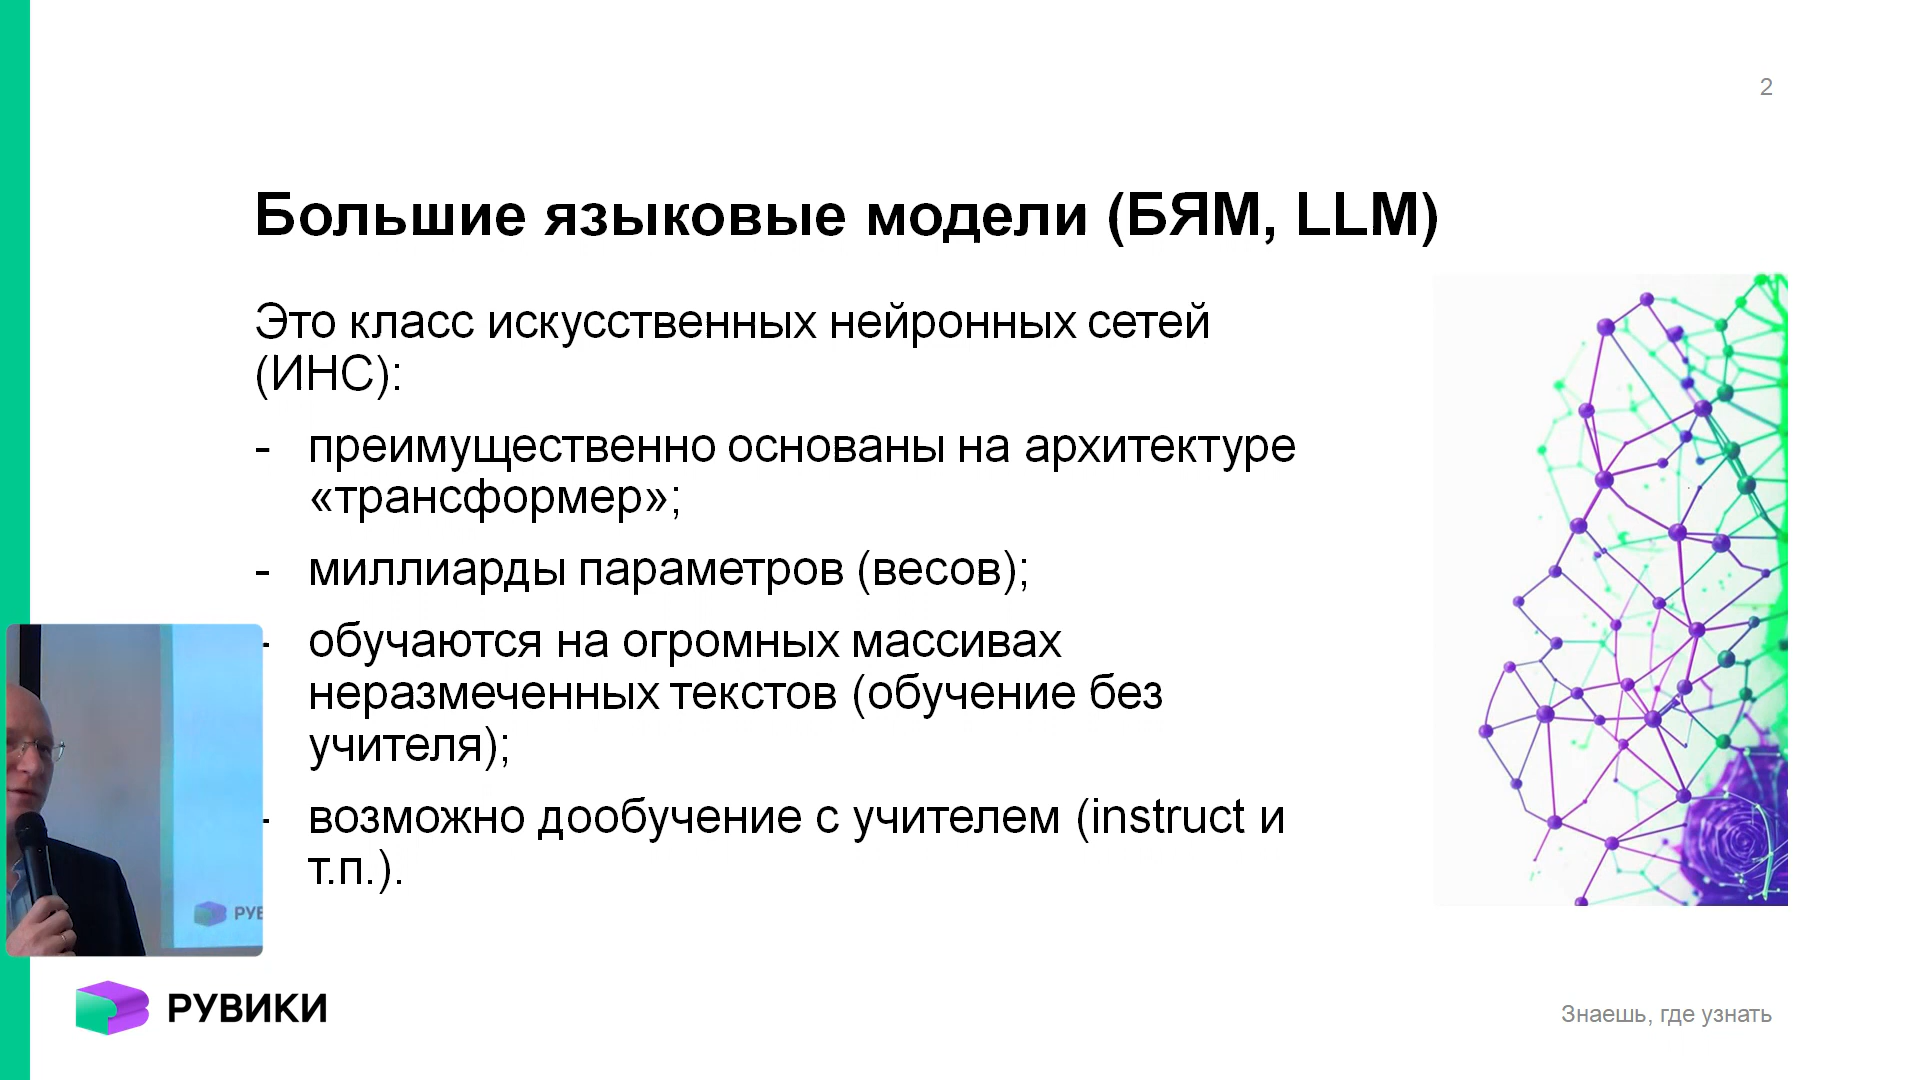 2
Большие языковые модели (БЯМ, LLM)
Это класс искусственных нейронных сетей
(ИНС):
- преимущественно основаны на архитектуре
«трансформер»;
- миллиарды параметров (весов);
- обучаются на огромных массивах
неразмеченных текстов (обучение без
учителя);
- возможно дообучение с учителем (instruct и
т.п.).
РУВ
РУВИКИ
Знаешь, где узнать